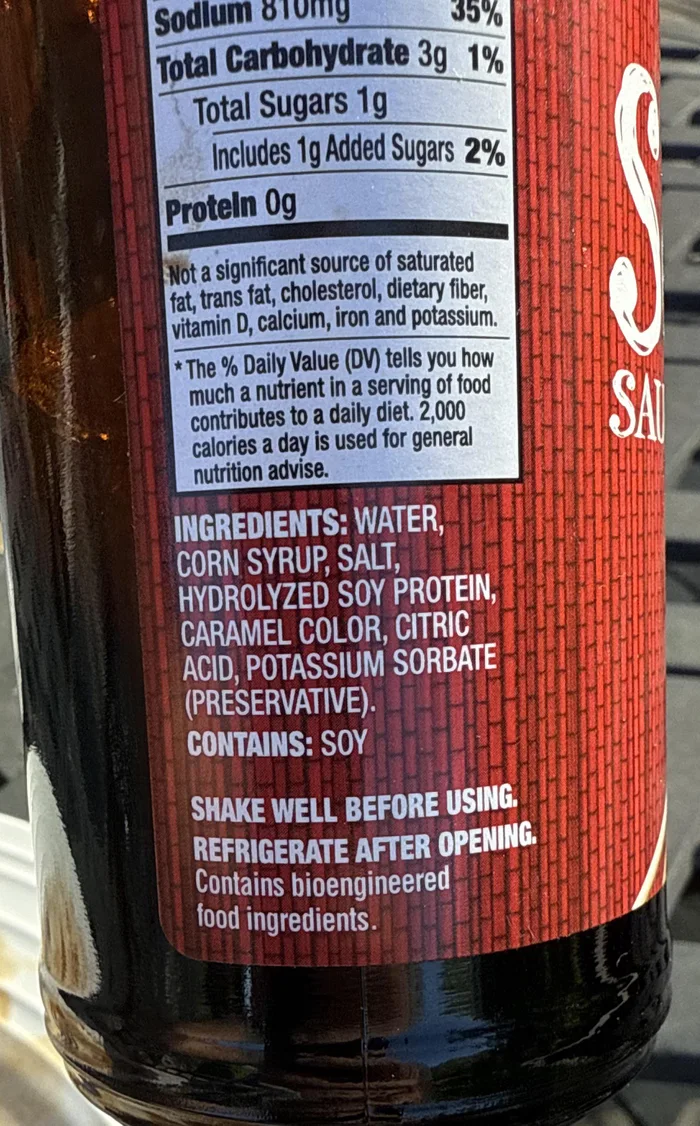 Sodium 810mg 35%
Total Carbohydrate 3g 1%
Total Sugars 1g
Includes 1g Added Sugars 2%
Protein 0g
Not a significant source of saturated
fat, trans fat, cholesterol, dietary fiber,
vitamin D, calcium, iron and potassium.
* The % Daily Value (DV) tells you how
much a nutrient in a serving of food
contributes to a daily diet. 2,000
calories a day is used for general
nutrition advise.
INGREDIENTS: WATER,
CORN SYRUP, SALT,
HYDROLYZED SOY PROTEIN,
CARAMEL COLOR, CITRIC
ACID, POTASSIUM SORBATE
(PRESERVATIVE).
CONTAINS: SOY
SHAKE WELL BEFORE USING.
REFRIGERATE AFTER OPENING.
Contains bioengineered
food ingredients.